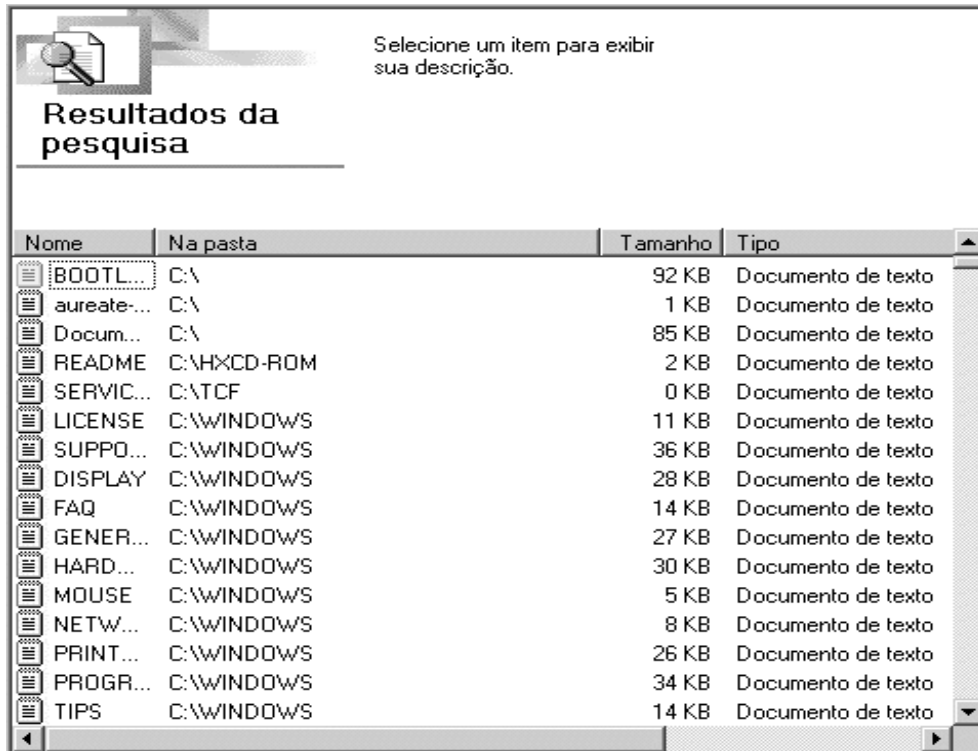 Selecione um item para exibir
sua descrição.
Resultados da
pesquisa
Nome Na pasta Tamanho Tipo
BOOTL... C:\ 92 KB Documento de texto
aureate-... C:\ 1 KB Documento de texto
Docum... C:\ 85 KB Documento de texto
README C:\HXCD-ROM 2 KB Documento de texto
SERVIC... C:\TCF 0 KB Documento de texto
LICENSE C:\WINDOWS 11 KB Documento de texto
SUPPO... C:\WINDOWS 36 KB Documento de texto
DISPLAY C:\WINDOWS 28 KB Documento de texto
FAQ C:\WINDOWS 14 KB Documento de texto
GENER... C:\WINDOWS 27 KB Documento de texto
HARD... C:\WINDOWS 30 KB Documento de texto
MOUSE C:\WINDOWS 5 KB Documento de texto
NETW... C:\WINDOWS 8 KB Documento de texto
PRINT... C:\WINDOWS 26 KB Documento de texto
PROGR... C:\WINDOWS 34 KB Documento de texto
TIPS C:\WINDOWS 14 KB Documento de texto